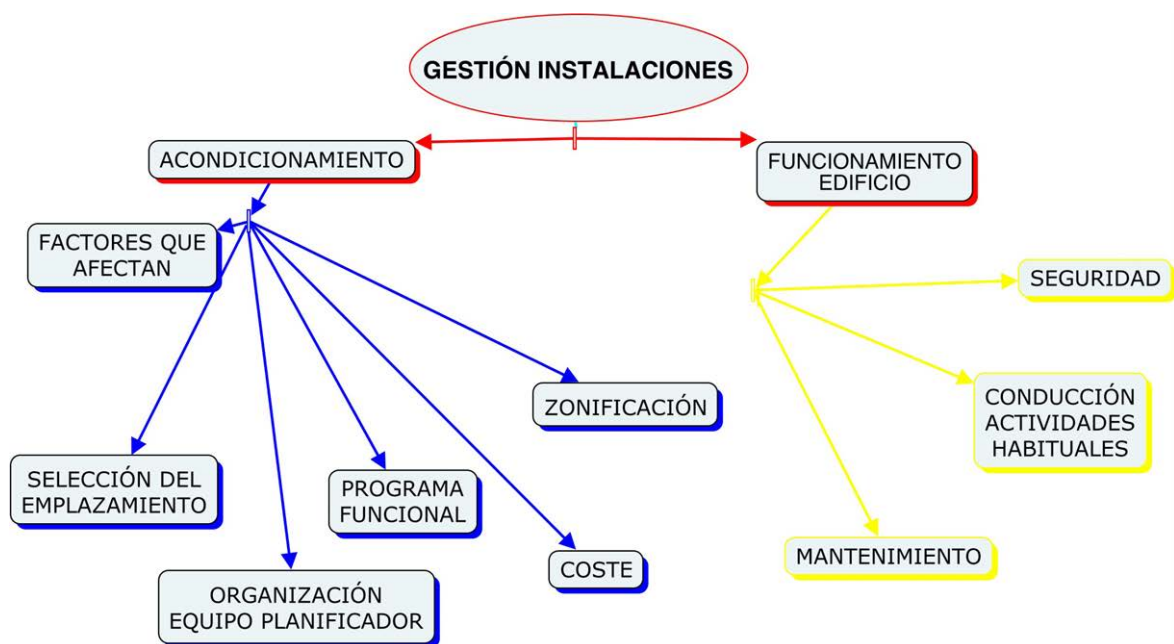 GESTIÓN INSTALACIONES
ACONDICIONAMIENTO
FUNCIONAMIENTO
EDIFICIO
FACTORES QUE
AFECTAN
SEGURIDAD
ZONIFICACIÓN
CONDUCCIÓN
ACTIVIDADES
HABITUALES
SELECCIÓN DEL
EMPLAZAMIENTO
PROGRAMA
FUNCIONAL
MANTENIMIENTO
COSTE
ORGANIZACIÓN
EQUIPO PLANIFICADOR